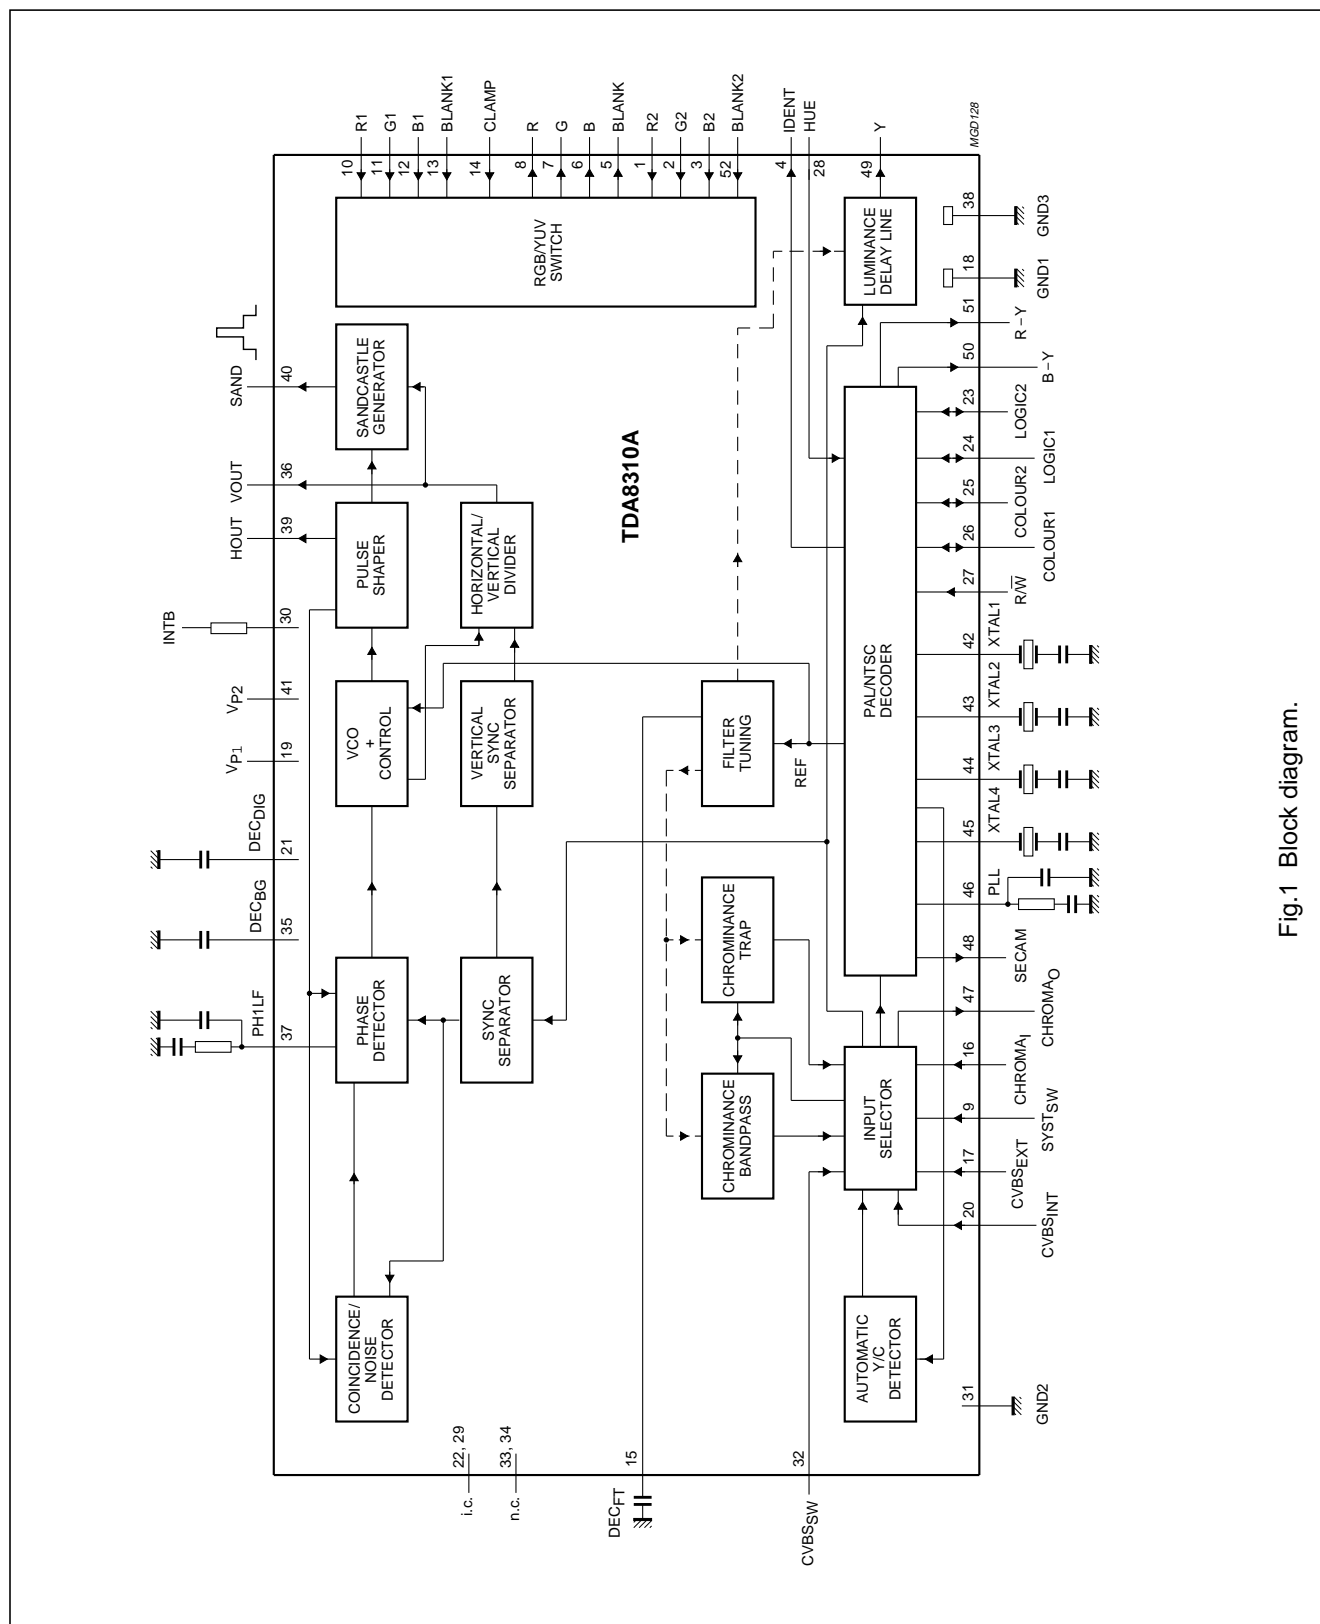 PH1LF
37
DEC_BG
35
DEC_DIG
21
V_P1
19
V_P2
41
INTB
30
HOUT
39
VOUT
36
SAND
40
COINCIDENCE/
NOISE
DETECTOR
PHASE
DETECTOR
VCO
+
CONTROL
PULSE
SHAPER
SANDCASTLE
GENERATOR
RGB/YUV
SWITCH
10
R1
11
G1
12
B1
13
BLANK1
14
CLAMP
8
R
7
G
6
B
5
BLANK
1
R2
2
G2
3
B2
52
BLANK2
4
IDENT
28
HUE
49
Y
i.c.
22, 29
n.c.
33, 34
SYNC
SEPARATOR
VERTICAL
SYNC
SEPARATOR
HORIZONTAL/
VERTICAL
DIVIDER
TDA8310A
DEC_FT
15
CHROMINANCE
BANDPASS
CHROMINANCE
TRAP
FILTER
TUNING
REF
CVBS_SW
32
AUTOMATIC
Y/C
DETECTOR
INPUT
SELECTOR
PAL/NTSC
DECODER
LUMINANCE
DELAY LINE
31
GND2
20
CVBS_INT
17
CVBS_EXT
9
SYST_SW
16
CHROMA_I
47
CHROMA_O
48
SECAM
46
PLL
45
XTAL4
44
XTAL3
43
XTAL2
42
XTAL1
27
R/W̅
26
COLOUR1
25
COLOUR2
24
LOGIC1
23
LOGIC2
50
B−Y
51
R−Y
18
GND1
38
GND3
MGD128
Fig.1 Block diagram.